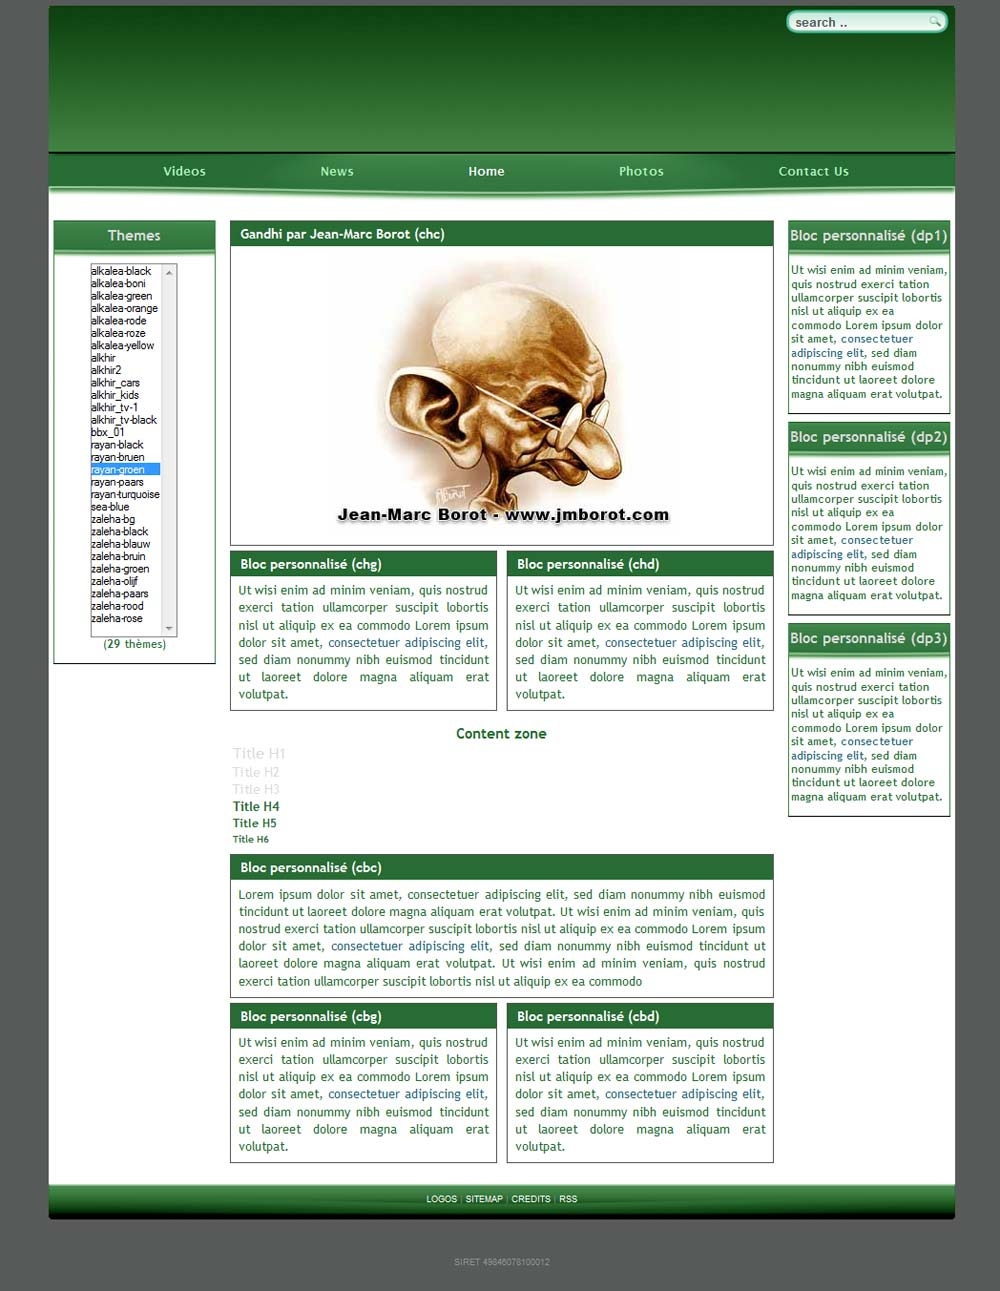 search ..
Videos News Home Photos Contact Us
Themes
alkalea-black
alkalea-boni
alkalea-green
alkalea-orange
alkalea-rode
alkalea-roze
alkalea-yellow
alkhir
alkhir2
alkhir_cars
alkhir_kids
alkhir_tv-1
alkhir_tv-black
bbx_01
rayan-black
rayan-bruen
rayan-groen
rayan-paars
rayan-turquoise
sea-blue
zaleha-bg
zaleha-black
zaleha-blauw
zaleha-bruin
zaleha-groen
zaleha-olijf
zaleha-paars
zaleha-rood
zaleha-rose
(29 thèmes)
Gandhi par Jean-Marc Borot (chc)
Jean-Marc Borot - www.jmborot.com
Bloc personnalisé (chg)
Ut wisi enim ad minim veniam, quis nostrud
exerci tation ullamcorper suscipit lobortis
nisl ut aliquip ex ea commodo Lorem ipsum
dolor sit amet, consectetuer adipiscing elit,
sed diam nonummy nibh euismod tincidunt
ut laoreet dolore magna aliquam erat
volutpat.
Bloc personnalisé (chd)
Ut wisi enim ad minim veniam, quis nostrud
exerci tation ullamcorper suscipit lobortis
nisl ut aliquip ex ea commodo Lorem ipsum
dolor sit amet, consectetuer adipiscing elit,
sed diam nonummy nibh euismod tincidunt
ut laoreet dolore magna aliquam erat
volutpat.
Content zone
Title H1
Title H2
Title H3
Title H4
Title H5
Title H6
Bloc personnalisé (cbc)
Lorem ipsum dolor sit amet, consectetuer adipiscing elit, sed diam nonummy nibh euismod
tincidunt ut laoreet dolore magna aliquam erat volutpat. Ut wisi enim ad minim veniam, quis
nostrud exerci tation ullamcorper suscipit lobortis nisl ut aliquip ex ea commodo Lorem ipsum
dolor sit amet, consectetuer adipiscing elit, sed diam nonummy nibh euismod tincidunt ut
laoreet dolore magna aliquam erat volutpat. Ut wisi enim ad minim veniam, quis nostrud
exerci tation ullamcorper suscipit lobortis nisl ut aliquip ex ea commodo
Bloc personnalisé (cbg)
Ut wisi enim ad minim veniam, quis nostrud
exerci tation ullamcorper suscipit lobortis
nisl ut aliquip ex ea commodo Lorem ipsum
dolor sit amet, consectetuer adipiscing elit,
sed diam nonummy nibh euismod tincidunt
ut laoreet dolore magna aliquam erat
volutpat.
Bloc personnalisé (cbd)
Ut wisi enim ad minim veniam, quis nostrud
exerci tation ullamcorper suscipit lobortis
nisl ut aliquip ex ea commodo Lorem ipsum
dolor sit amet, consectetuer adipiscing elit,
sed diam nonummy nibh euismod tincidunt
ut laoreet dolore magna aliquam erat
volutpat.
Bloc personnalisé (dp1)
Ut wisi enim ad minim veniam,
quis nostrud exerci tation
ullamcorper suscipit lobortis
nisl ut aliquip ex ea
commodo Lorem ipsum dolor
sit amet, consectetuer
adipiscing elit, sed diam
nonummy nibh euismod
tincidunt ut laoreet dolore
magna aliquam erat volutpat.
Bloc personnalisé (dp2)
Ut wisi enim ad minim veniam,
quis nostrud exerci tation
ullamcorper suscipit lobortis
nisl ut aliquip ex ea
commodo Lorem ipsum dolor
sit amet, consectetuer
adipiscing elit, sed diam
nonummy nibh euismod
tincidunt ut laoreet dolore
magna aliquam erat volutpat.
Bloc personnalisé (dp3)
Ut wisi enim ad minim veniam,
quis nostrud exerci tation
ullamcorper suscipit lobortis
nisl ut aliquip ex ea
commodo Lorem ipsum dolor
sit amet, consectetuer
adipiscing elit, sed diam
nonummy nibh euismod
tincidunt ut laoreet dolore
magna aliquam erat volutpat.
LOGOS | SITEMAP | CREDITS | RSS
SIRET 49846078100012